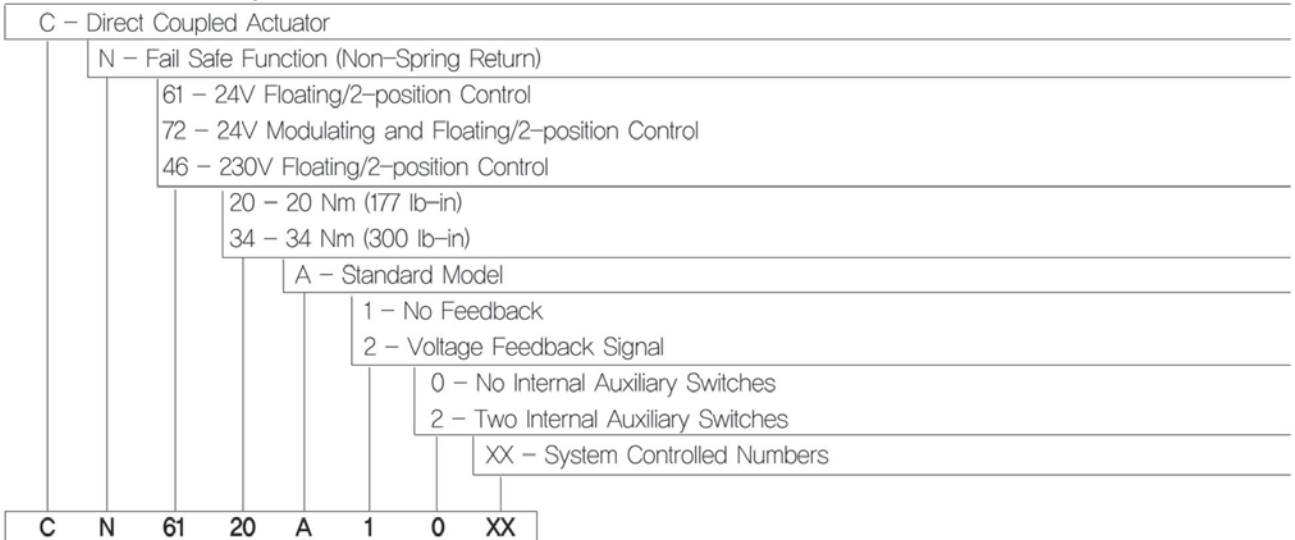 C – Direct Coupled Actuator
N – Fail Safe Function (Non–Spring Return)
61 – 24V Floating/2–position Control
72 – 24V Modulating and Floating/2–position Control
46 – 230V Floating/2–position Control
20 – 20 Nm (177 lb–in)
34 – 34 Nm (300 lb–in)
A – Standard Model
1 – No Feedback
2 – Voltage Feedback Signal
0 – No Internal Auxiliary Switches
2 – Two Internal Auxiliary Switches
XX – System Controlled Numbers
C N 61 20 A 1 0 XX